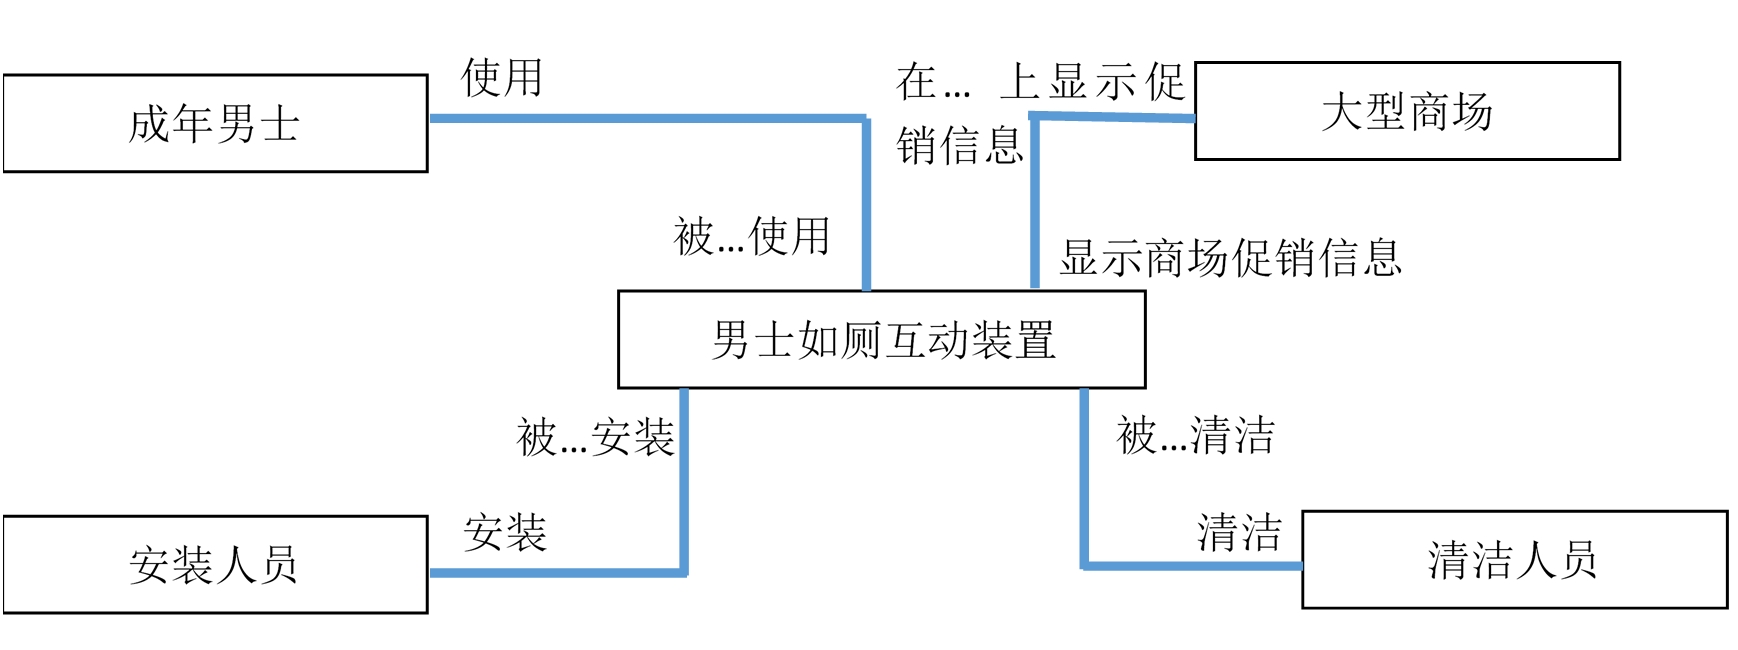 成年男士
使用
在… 上显示促
销信息
大型商场
被…使用
显示商场促销信息
男士如厕互动装置
被…安装
被…清洁
安装人员
安装
清洁
清洁人员